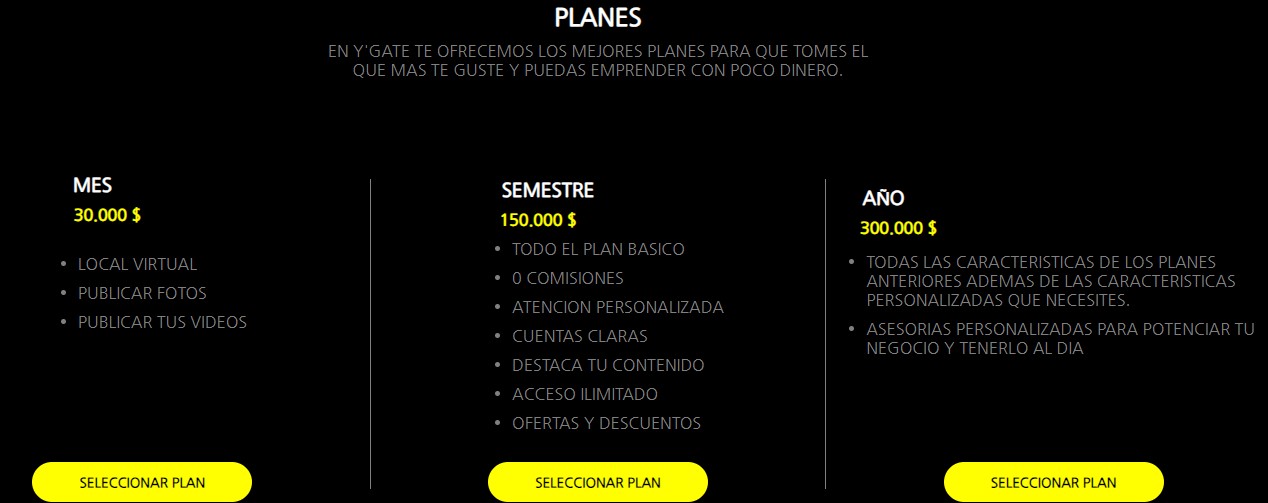 PLANES
EN Y'GATE TE OFRECEMOS LOS MEJORES PLANES PARA QUE TOMES EL
QUE MAS TE GUSTE Y PUEDAS EMPRENDER CON POCO DINERO.
MES
30.000 $
• LOCAL VIRTUAL
• PUBLICAR FOTOS
• PUBLICAR TUS VIDEOS
SELECCIONAR PLAN
SEMESTRE
150.000 $
• TODO EL PLAN BASICO
• 0 COMISIONES
• ATENCION PERSONALIZADA
• CUENTAS CLARAS
• DESTACA TU CONTENIDO
• ACCESO ILIMITADO
• OFERTAS Y DESCUENTOS
SELECCIONAR PLAN
AÑO
300.000 $
• TODAS LAS CARACTERISTICAS DE LOS PLANES
ANTERIORES ADEMAS DE LAS CARACTERISTICAS
PERSONALIZADAS QUE NECESITES.
• ASESORIAS PERSONALIZADAS PARA POTENCIAR TU
NEGOCIO Y TENERLO AL DIA
SELECCIONAR PLAN